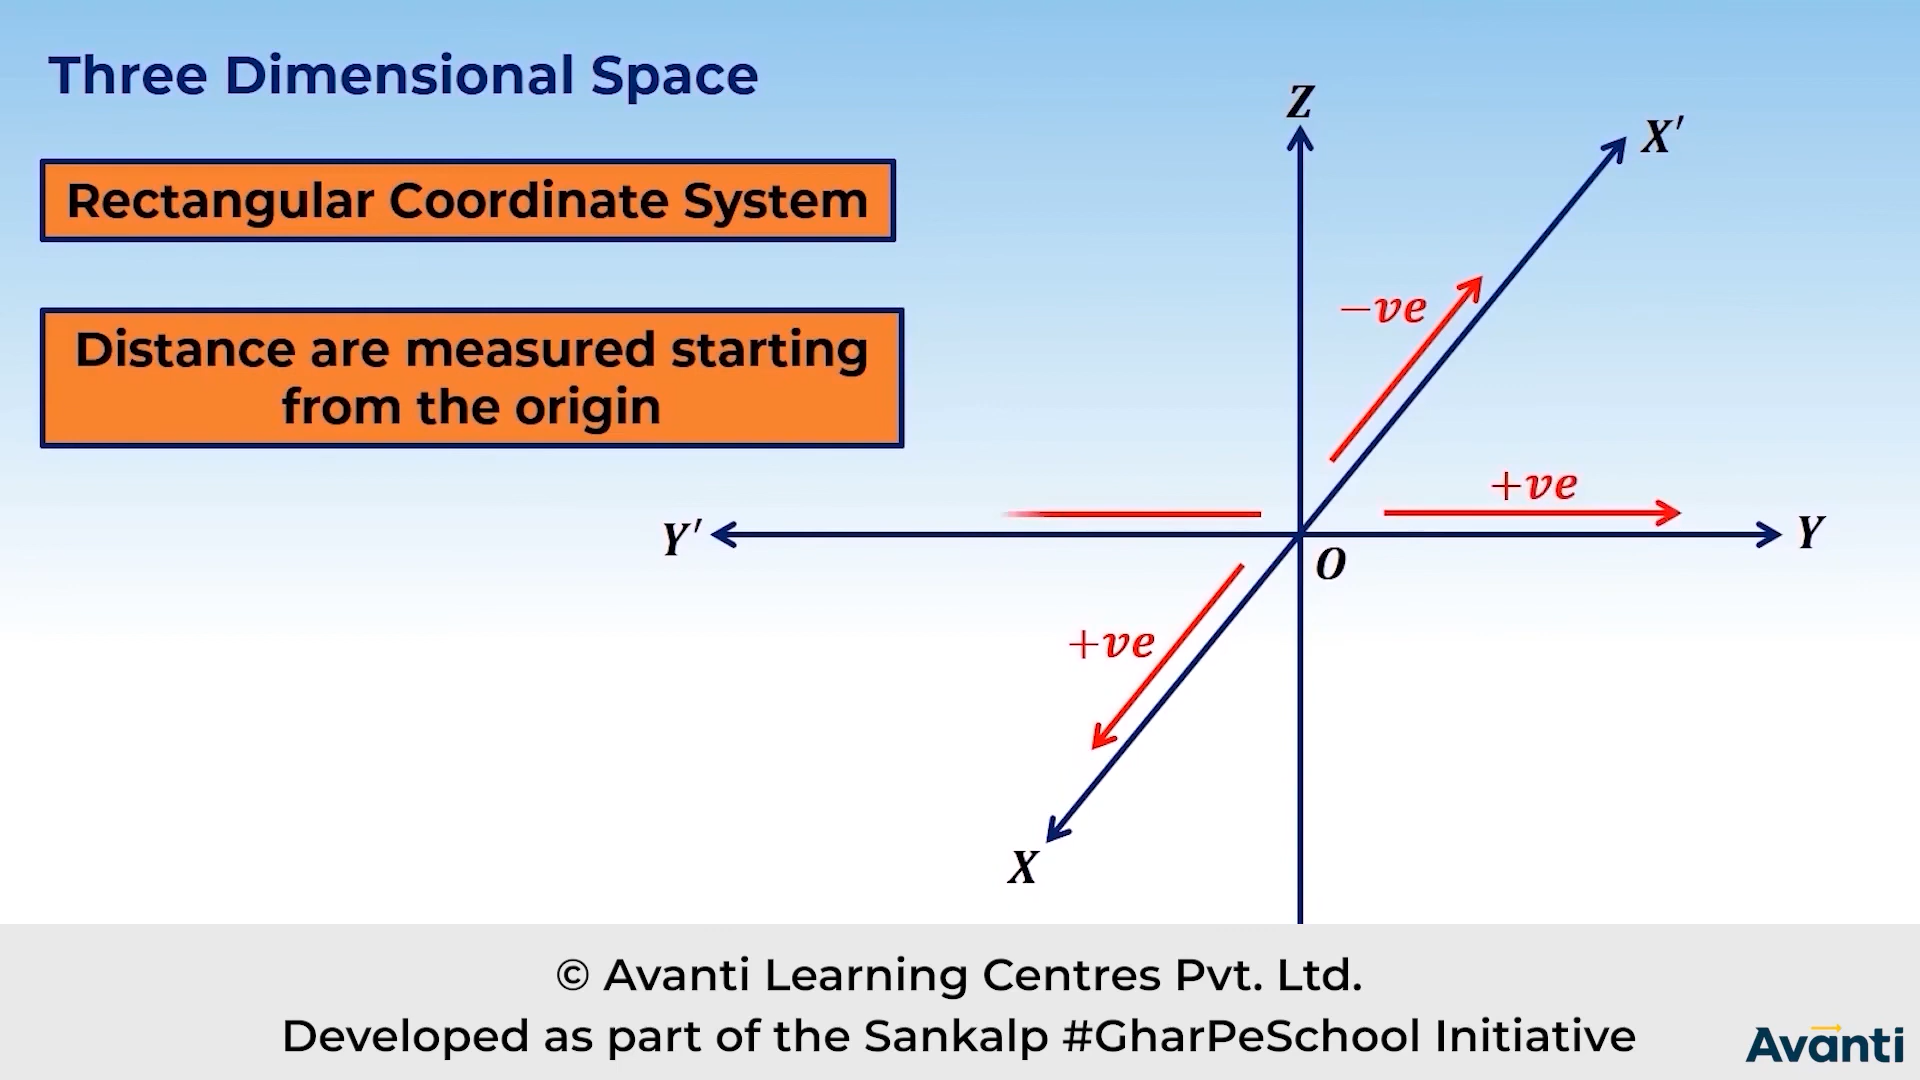 Three Dimensional Space
Rectangular Coordinate System
Distance are measured starting
from the origin
Z
X′
−ve
+ve
Y′
Y
O
+ve
X
© Avanti Learning Centres Pvt. Ltd.
Developed as part of the Sankalp #GharPeSchool Initiative
Avanti